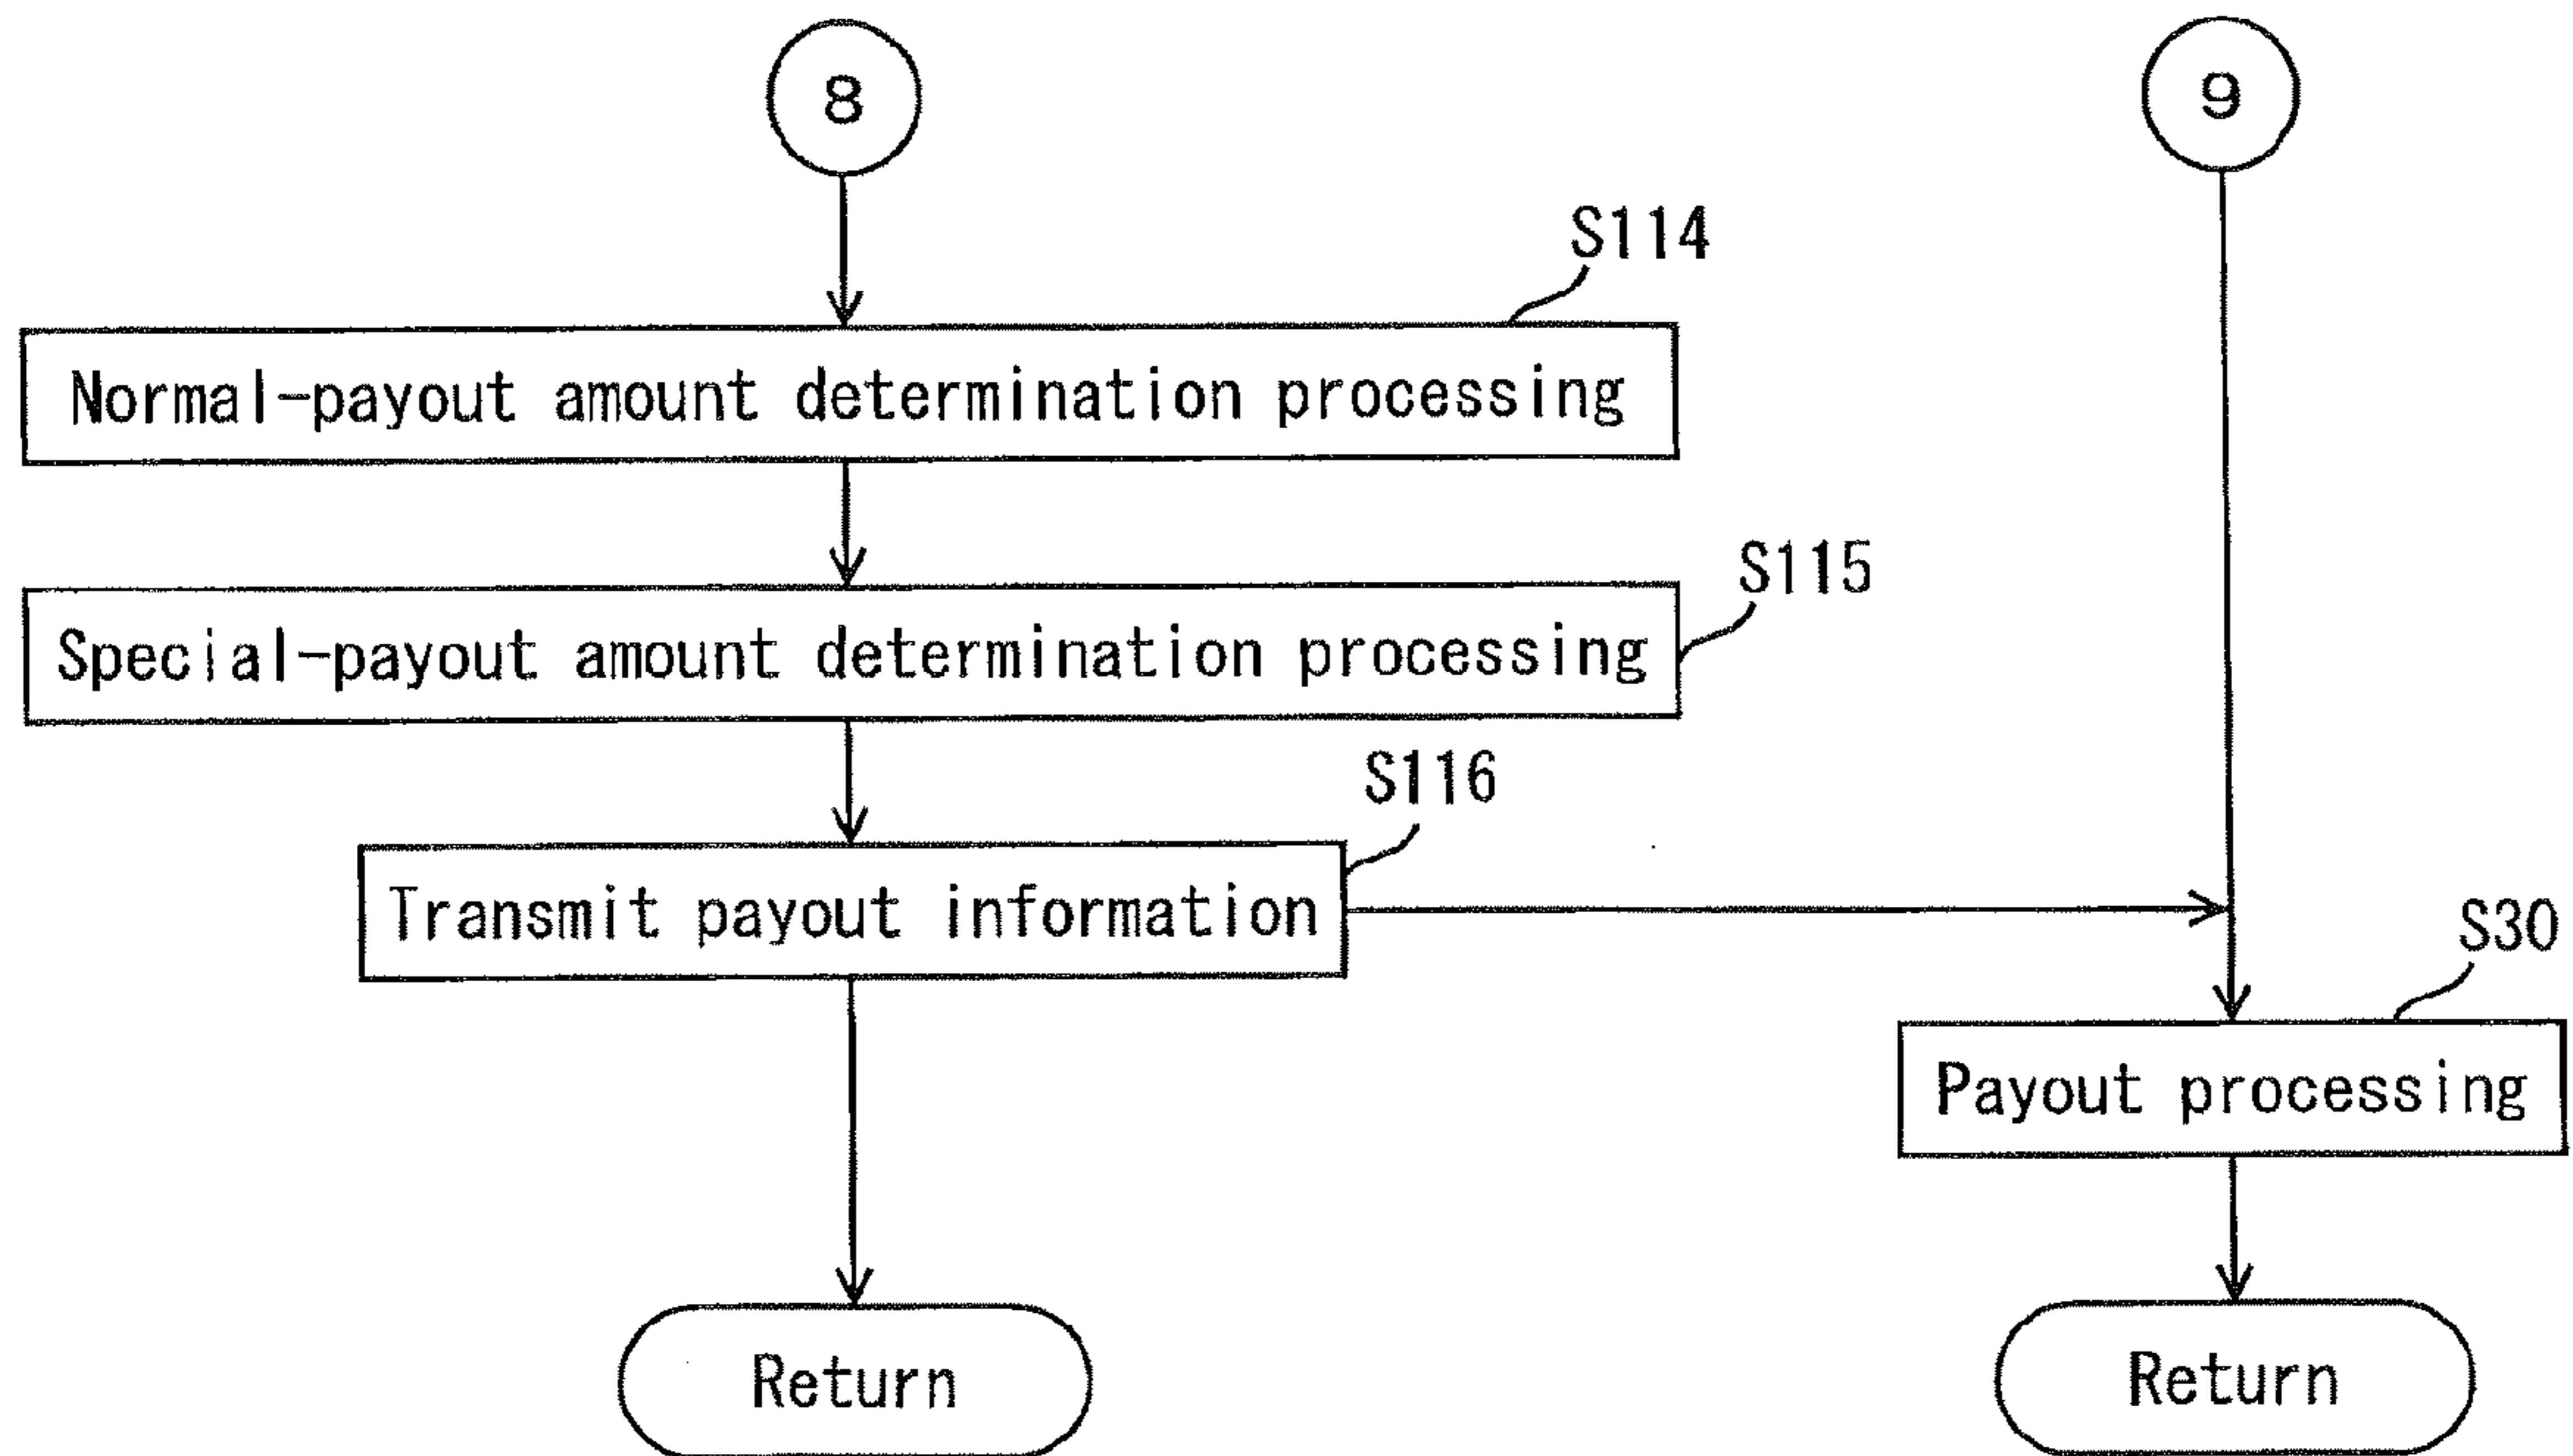 8
9
S114
Normal-payout amount determination processing
S115
Special-payout amount determination processing
S116
Transmit payout information
S30
Payout processing
Return
Return